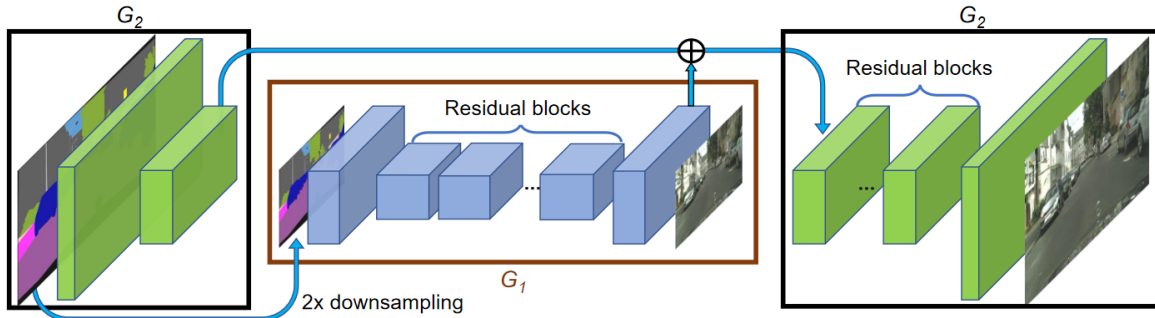 G₂
G₂
Residual blocks
Residual blocks
...
...
G₁
2x downsampling